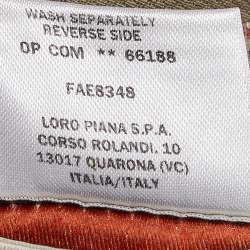 WASH SEPARATELY
REVERSE SIDE
OP COM ** 66188
FAE8348
LORO PIANA S.P.A.
CORSO ROLANDI, 10
13017 QUARONA (VC)
ITALIA/ITALY